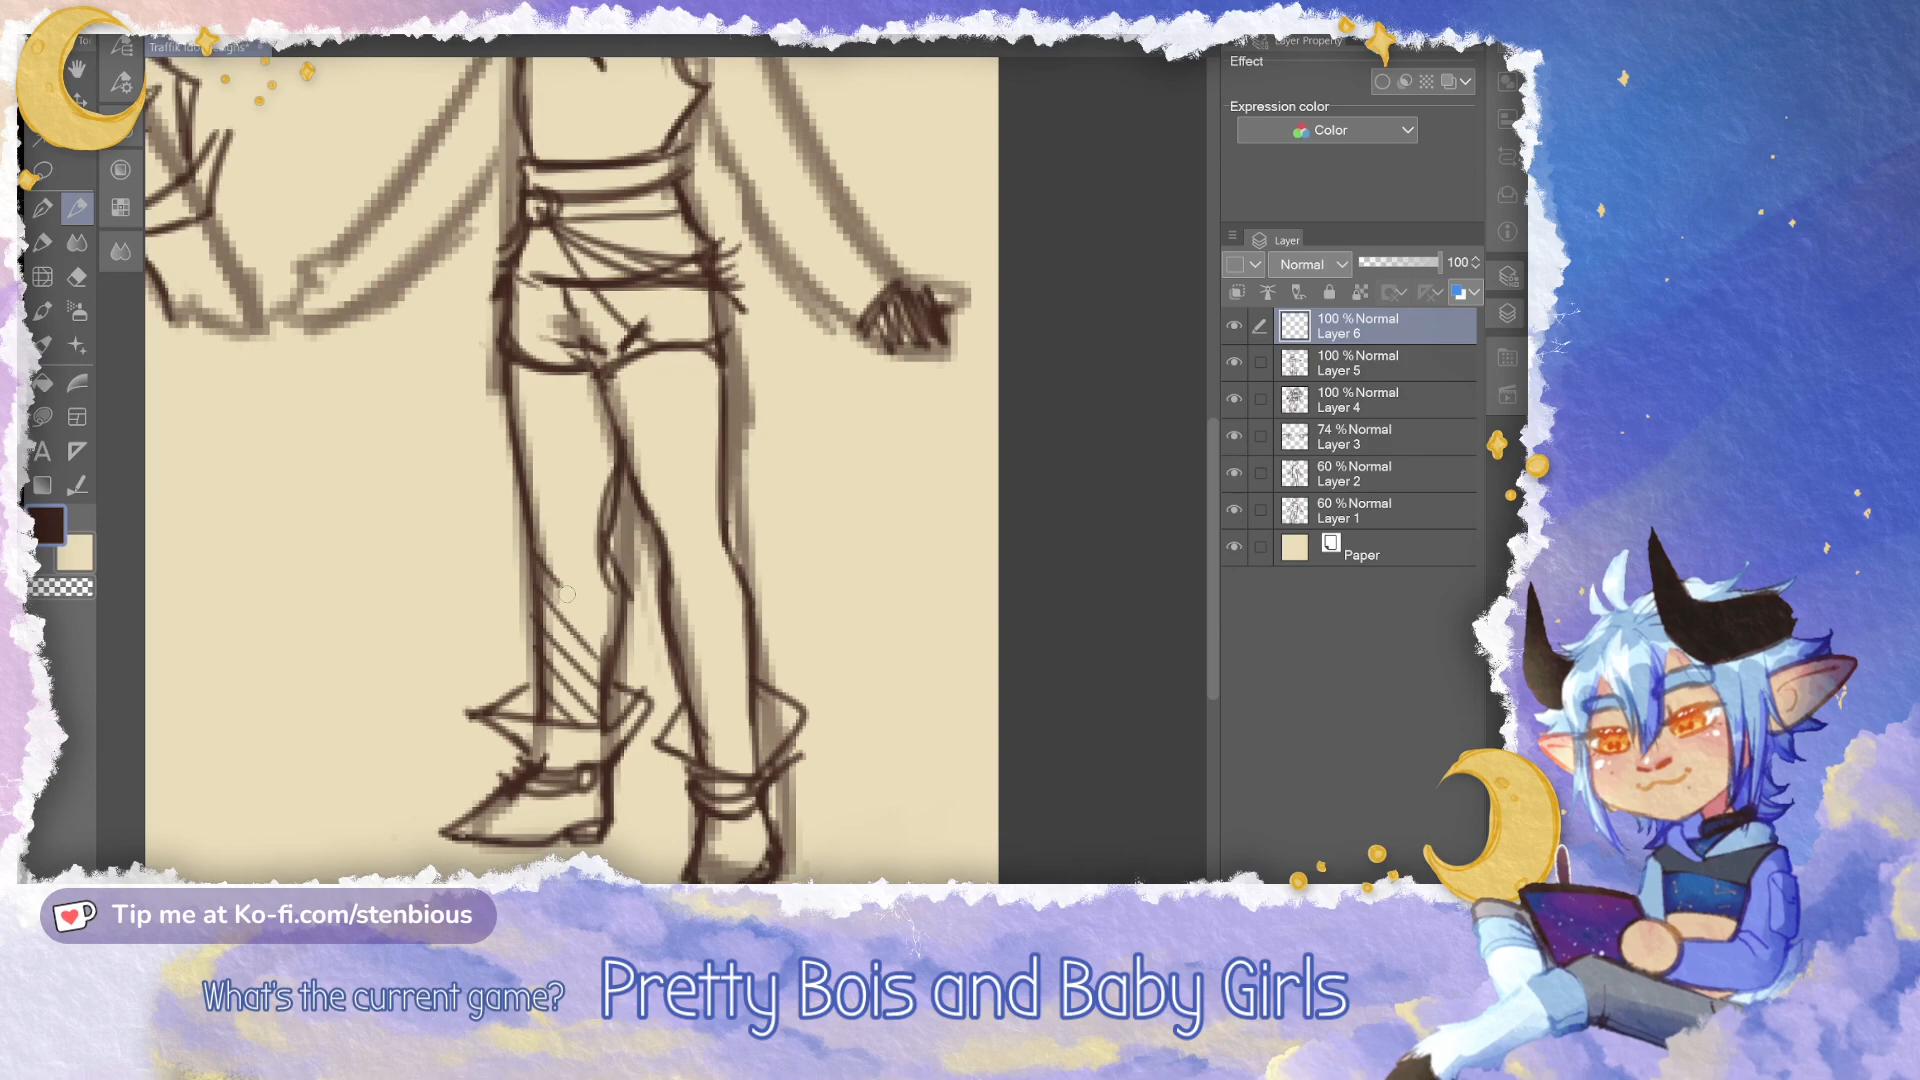 Layer Property
Effect
Expression color
Color
Layer
Normal
100
100 % Normal
Layer 6
100 % Normal
Layer 5
100 % Normal
Layer 4
74 % Normal
Layer 3
60 % Normal
Layer 2
60 % Normal
Layer 1
Paper
Tip me at Ko-fi.com/stenbious
What's the current game?
Pretty Bois and Baby Girls